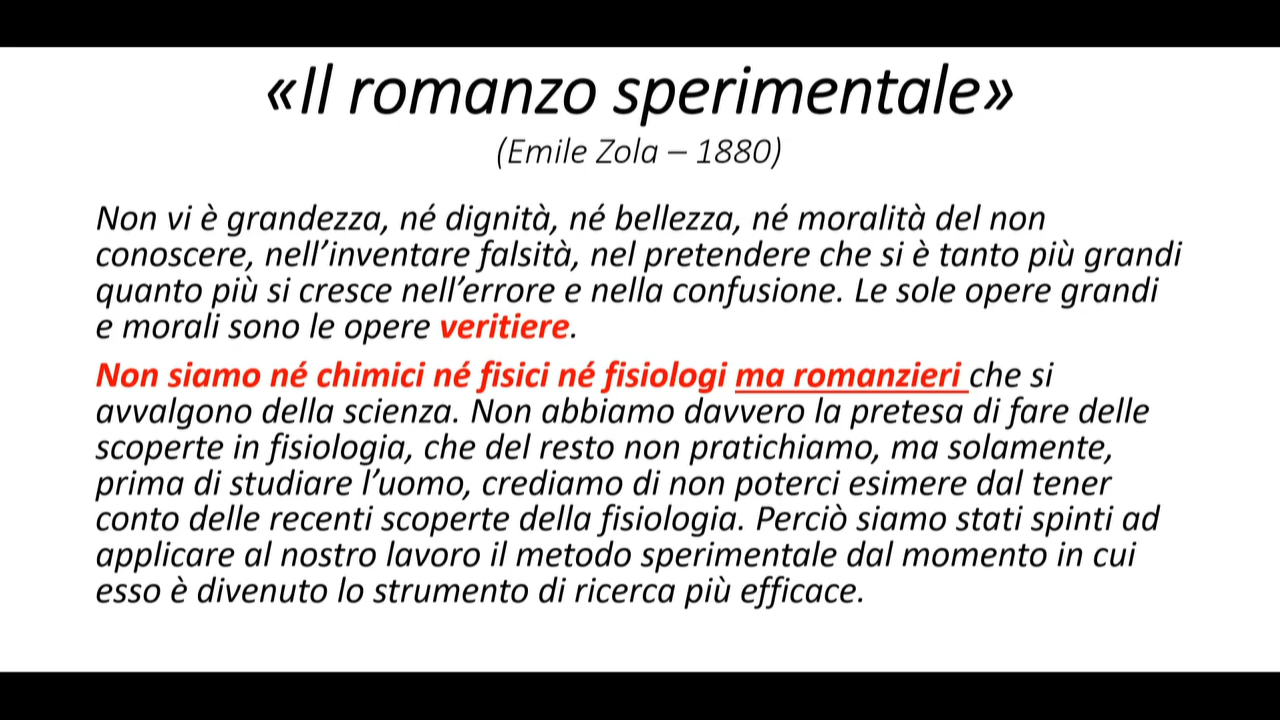 «Il romanzo sperimentale»
(Emile Zola – 1880)
Non vi è grandezza, né dignità, né bellezza, né moralità del non
conoscere, nell’inventare falsità, nel pretendere che si è tanto più grandi
quanto più si cresce nell’errore e nella confusione. Le sole opere grandi
e morali sono le opere veritiere.
Non siamo né chimici né fisici né fisiologi ma romanzieri che si
avvalgono della scienza. Non abbiamo davvero la pretesa di fare delle
scoperte in fisiologia, che del resto non pratichiamo, ma solamente,
prima di studiare l’uomo, crediamo di non poterci esimere dal tener
conto delle recenti scoperte della fisiologia. Perciò siamo stati spinti ad
applicare al nostro lavoro il metodo sperimentale dal momento in cui
esso è divenuto lo strumento di ricerca più efficace.